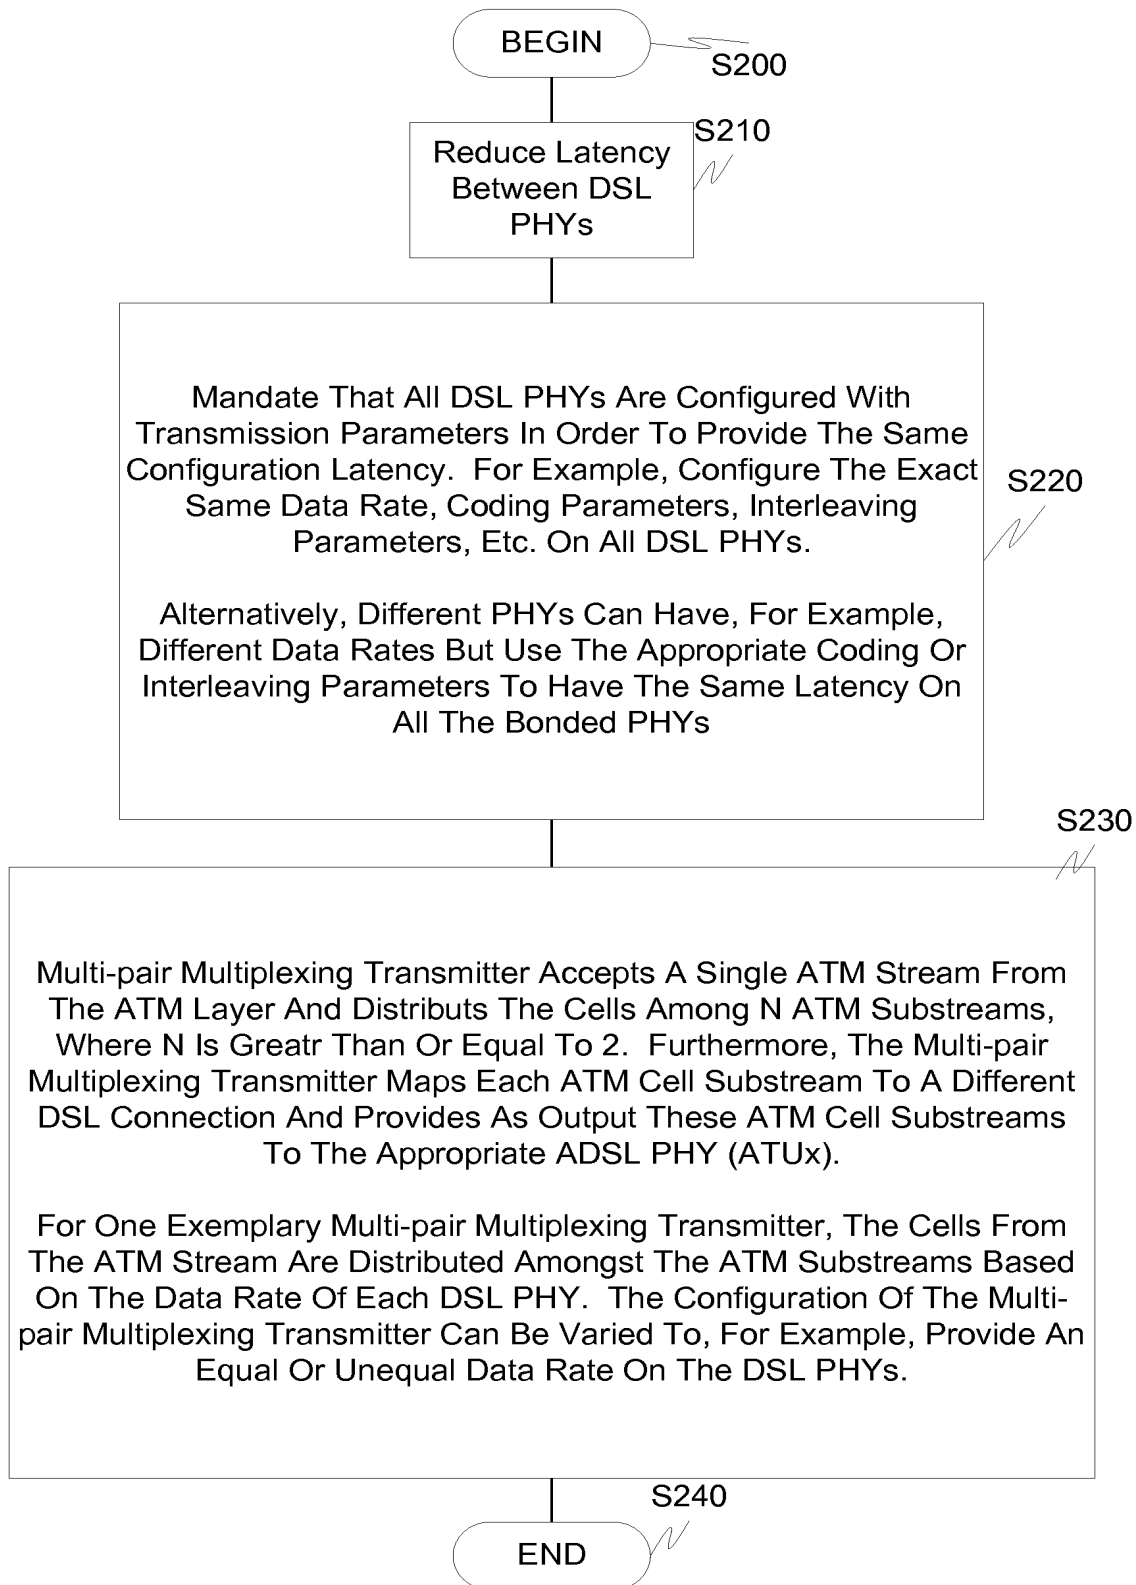 BEGIN
S200
S210
Reduce Latency
Between DSL
PHYs
Mandate That All DSL PHYs Are Configured With
Transmission Parameters In Order To Provide The Same
Configuration Latency.  For Example, Configure The Exact
Same Data Rate, Coding Parameters, Interleaving
Parameters, Etc. On All DSL PHYs.
S220
Alternatively, Different PHYs Can Have, For Example,
Different Data Rates But Use The Appropriate Coding Or
Interleaving Parameters To Have The Same Latency On
All The Bonded PHYs
S230
Multi-pair Multiplexing Transmitter Accepts A Single ATM Stream From
The ATM Layer And Distributs The Cells Among N ATM Substreams,
Where N Is Greatr Than Or Equal To 2.  Furthermore, The Multi-pair
Multiplexing Transmitter Maps Each ATM Cell Substream To A Different
DSL Connection And Provides As Output These ATM Cell Substreams
To The Appropriate ADSL PHY (ATUx).
For One Exemplary Multi-pair Multiplexing Transmitter, The Cells From
The ATM Stream Are Distributed Amongst The ATM Substreams Based
On The Data Rate Of Each DSL PHY.  The Configuration Of The Multi-
pair Multiplexing Transmitter Can Be Varied To, For Example, Provide An
Equal Or Unequal Data Rate On The DSL PHYs.
S240
END